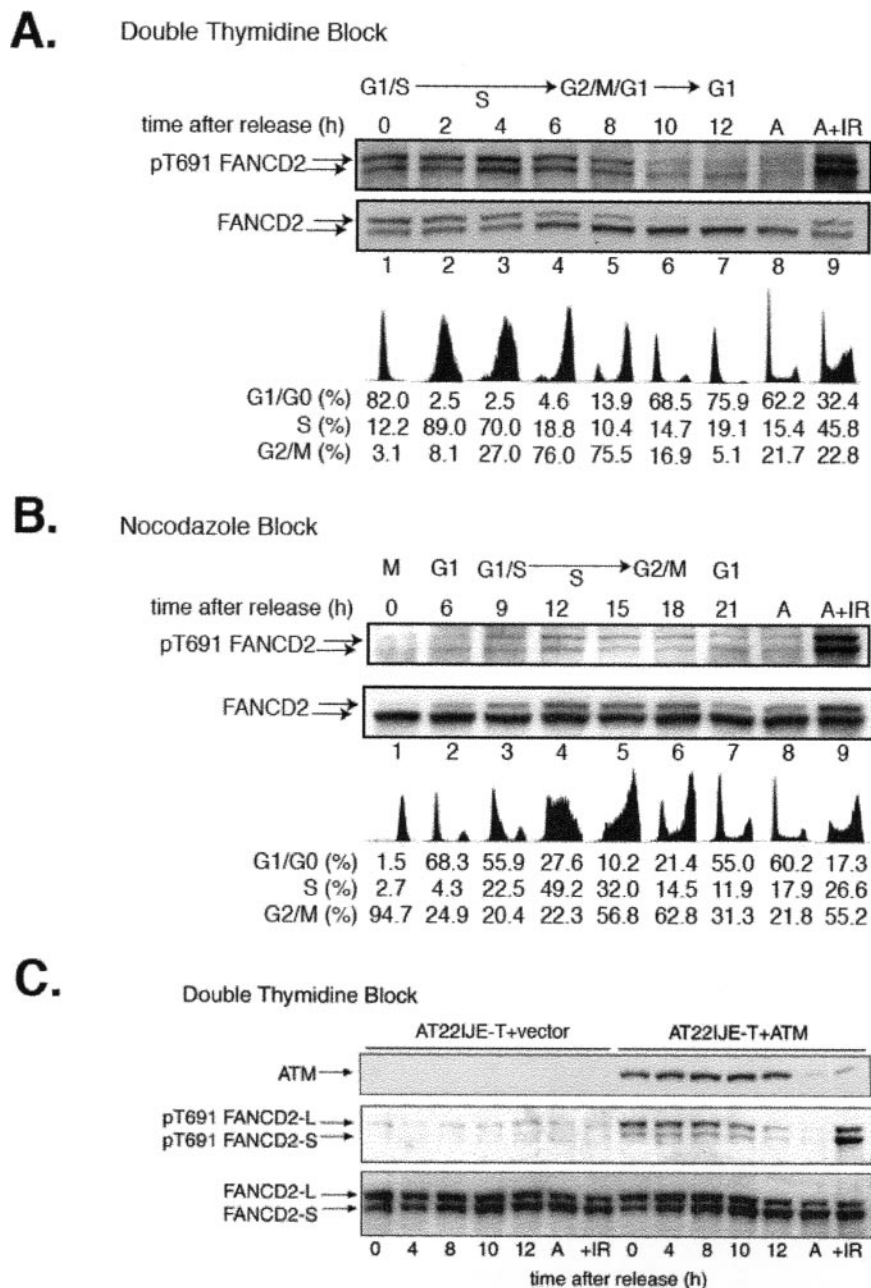 A. Double Thymidine Block
G1/S S G2/M/G1 G1
time after release (h) 0 2 4 6 8 10 12 A A+IR
pT691 FANCD2
FANCD2
1 2 3 4 5 6 7 8 9
G1/G0 (%) 82.0 2.5 2.5 4.6 13.9 68.5 75.9 62.2 32.4
S (%) 12.2 89.0 70.0 18.8 10.4 14.7 19.1 15.4 45.8
G2/M (%) 3.1 8.1 27.0 76.0 75.5 16.9 5.1 21.7 22.8
B. Nocodazole Block
M G1 G1/S S G2/M G1
time after release (h) 0 6 9 12 15 18 21 A A+IR
pT691 FANCD2
FANCD2
1 2 3 4 5 6 7 8 9
G1/G0 (%) 1.5 68.3 55.9 27.6 10.2 21.4 55.0 60.2 17.3
S (%) 2.7 4.3 22.5 49.2 32.0 14.5 11.9 17.9 26.6
G2/M (%) 94.7 24.9 20.4 22.3 56.8 62.8 31.3 21.8 55.2
C. Double Thymidine Block
AT22IJE-T+vector AT22IJE-T+ATM
ATM
pT691 FANCD2-L
pT691 FANCD2-S
FANCD2-L
FANCD2-S
0 4 8 10 12 A +IR 0 4 8 10 12 A +IR
time after release (h)